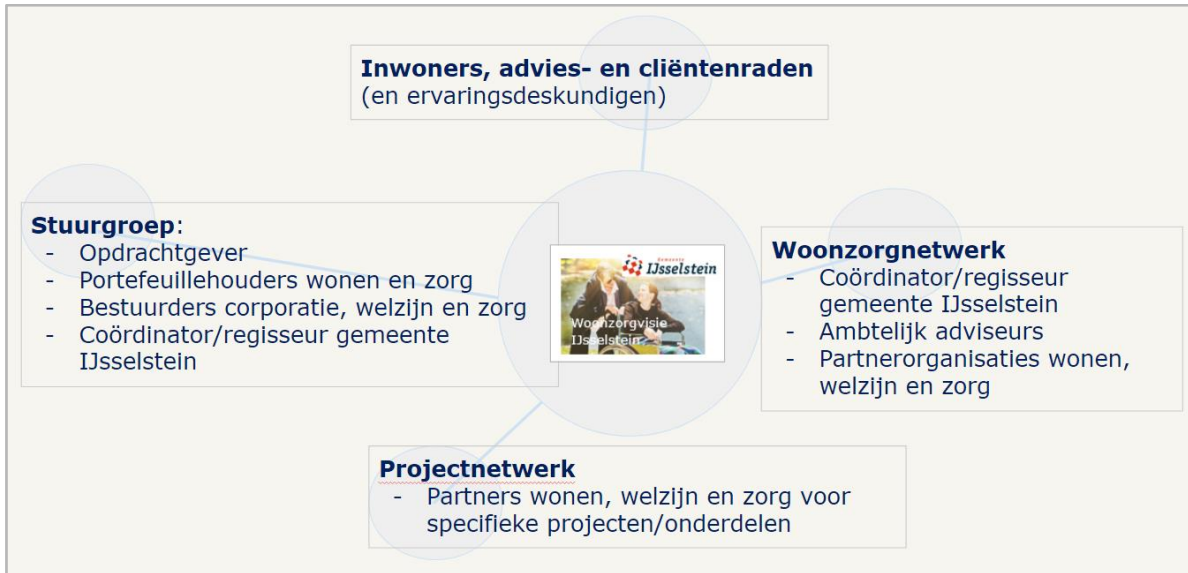 Inwoners, advies- en cliëntenraden
(en ervaringsdeskundigen)
Stuurgroep:
- Opdrachtgever
- Portefeuillehouders wonen en zorg
- Bestuurders corporatie, welzijn en zorg
- Coördinator/regisseur gemeente
IJsselstein
Gemeente
IJsselstein
Woonzorgvisie
IJsselstein
Woonzorgnetwerk
- Coördinator/regisseur
gemeente IJsselstein
- Ambtelijk adviseurs
- Partnerorganisaties wonen,
welzijn en zorg
Projectnetwerk
- Partners wonen, welzijn en zorg voor
specifieke projecten/onderdelen